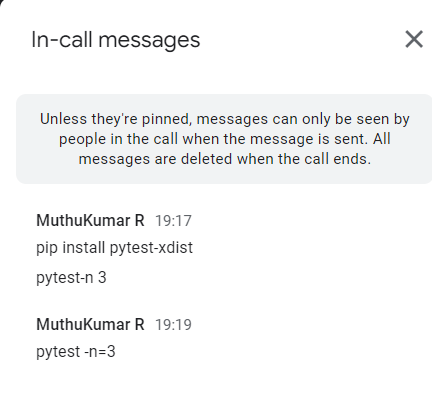 In-call messages
Unless they're pinned, messages can only be seen by
people in the call when the message is sent. All
messages are deleted when the call ends.
MuthuKumar R 19:17
pip install pytest-xdist
pytest-n 3
MuthuKumar R 19:19
pytest -n=3